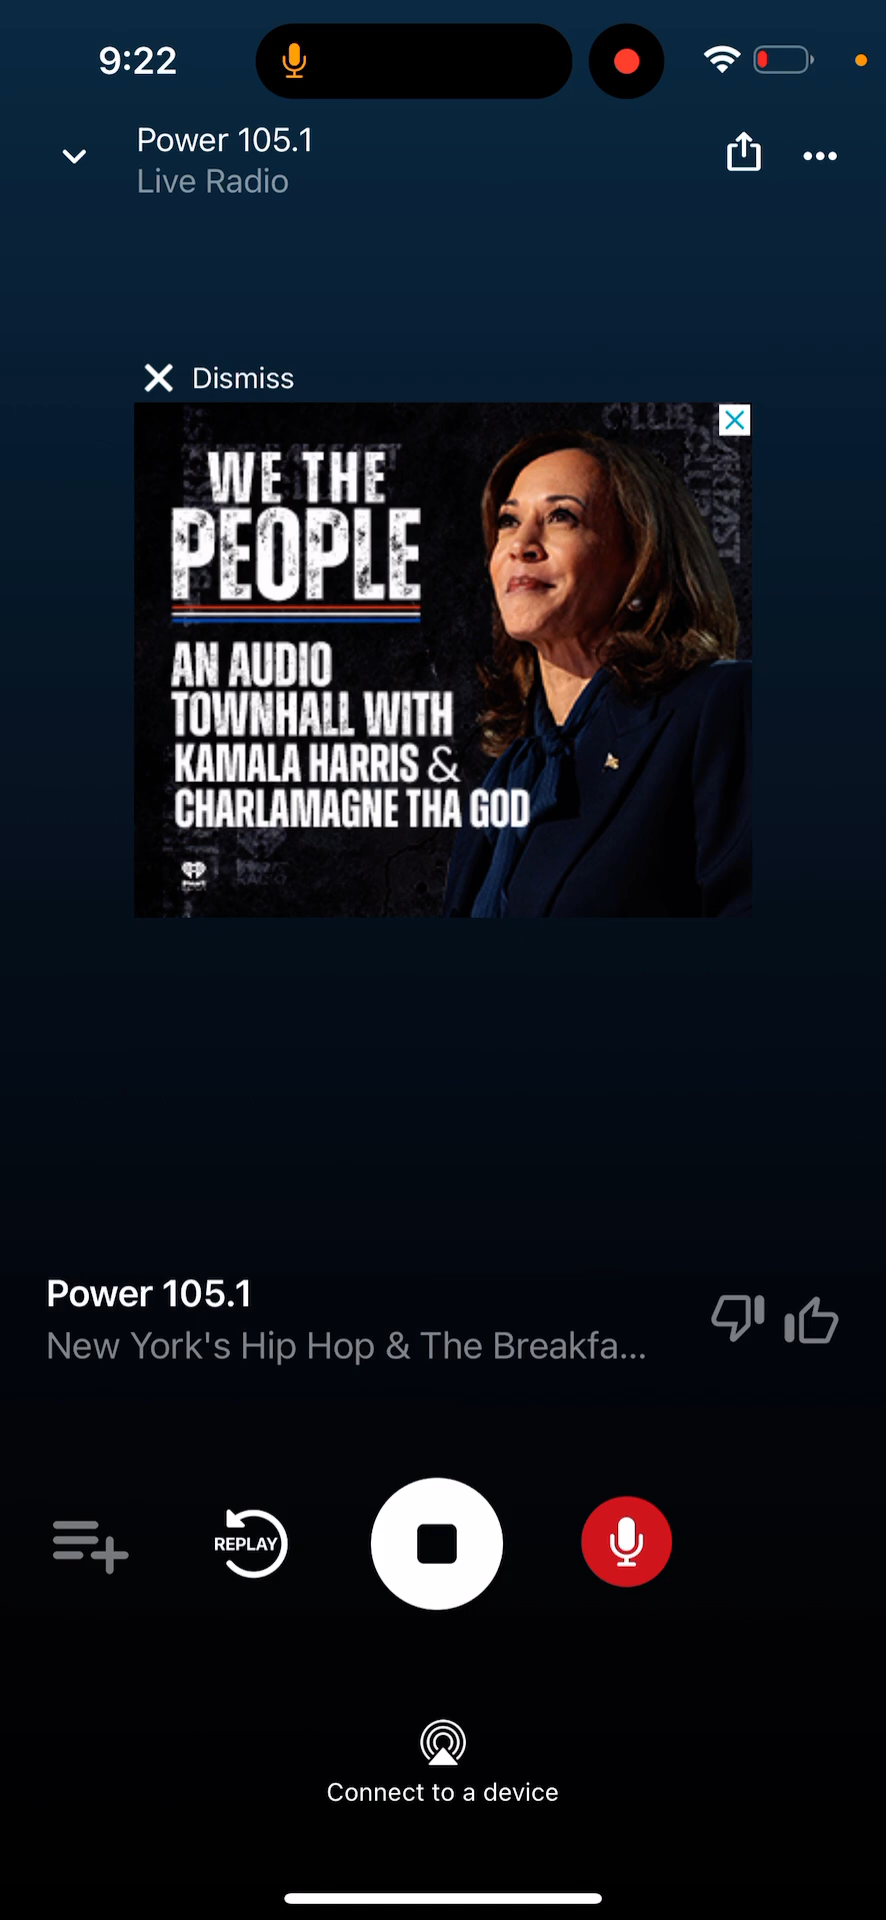 9:22
Power 105.1
Live Radio
Dismiss
WE THE
PEOPLE
AN AUDIO
TOWNHALL WITH
KAMALA HARRIS &
CHARLAMAGNE THA GOD
Power 105.1
New York's Hip Hop & The Breakfa...
REPLAY
Connect to a device